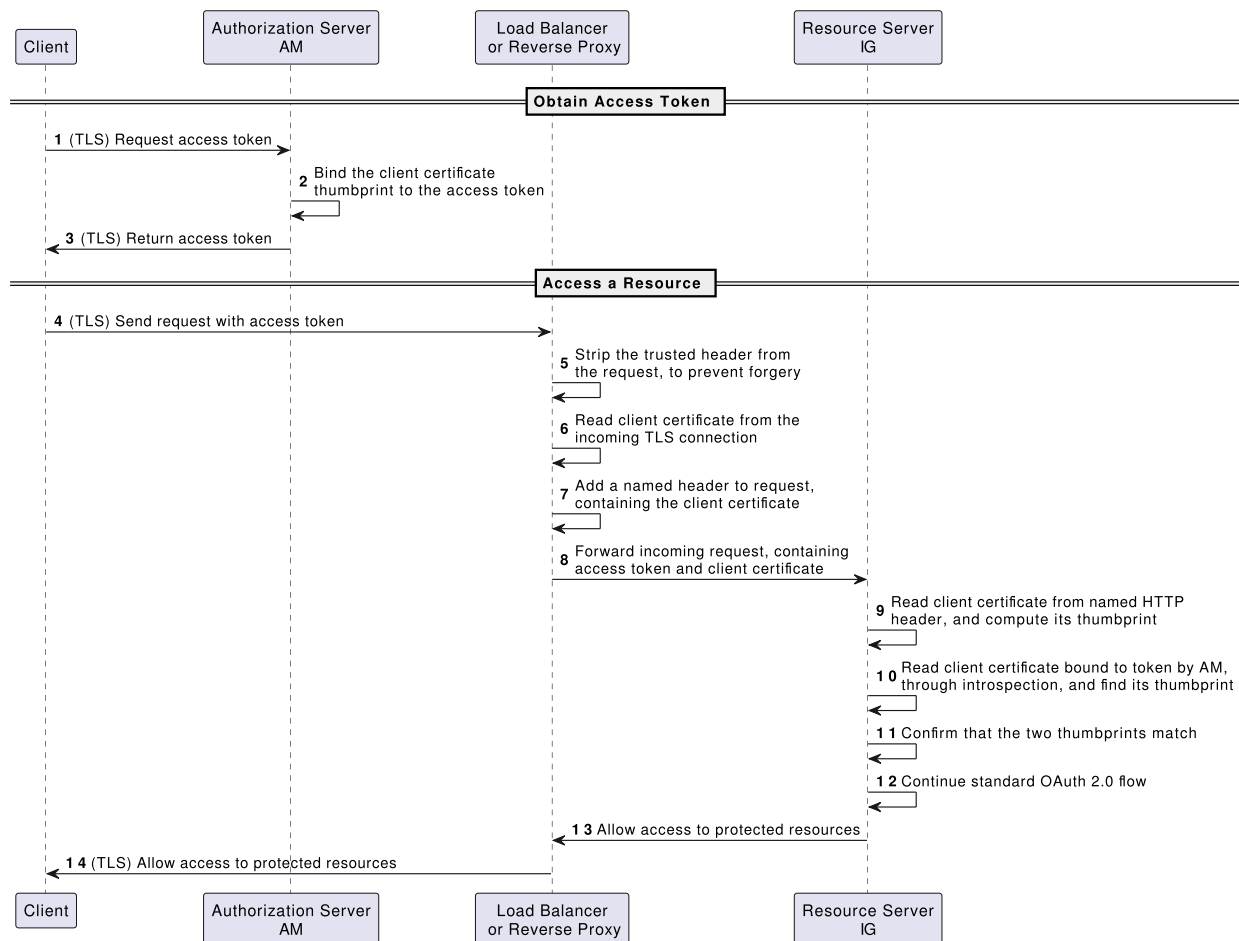 Client
Authorization Server
AM
Load Balancer
or Reverse Proxy
Resource Server
IG
Obtain Access Token
1 (TLS) Request access token
2 Bind the client certificate
thumbprint to the access token
3 (TLS) Return access token
Access a Resource
4 (TLS) Send request with access token
5 Strip the trusted header from
the request, to prevent forgery
6 Read client certificate from the
incoming TLS connection
7 Add a named header to request,
containing the client certificate
8 Forward incoming request, containing
access token and client certificate
9 Read client certificate from named HTTP
header, and compute its thumbprint
10 Read client certificate bound to token by AM,
through introspection, and find its thumbprint
11 Confirm that the two thumbprints match
12 Continue standard OAuth 2.0 flow
13 Allow access to protected resources
14 (TLS) Allow access to protected resources
Client
Authorization Server
AM
Load Balancer
or Reverse Proxy
Resource Server
IG